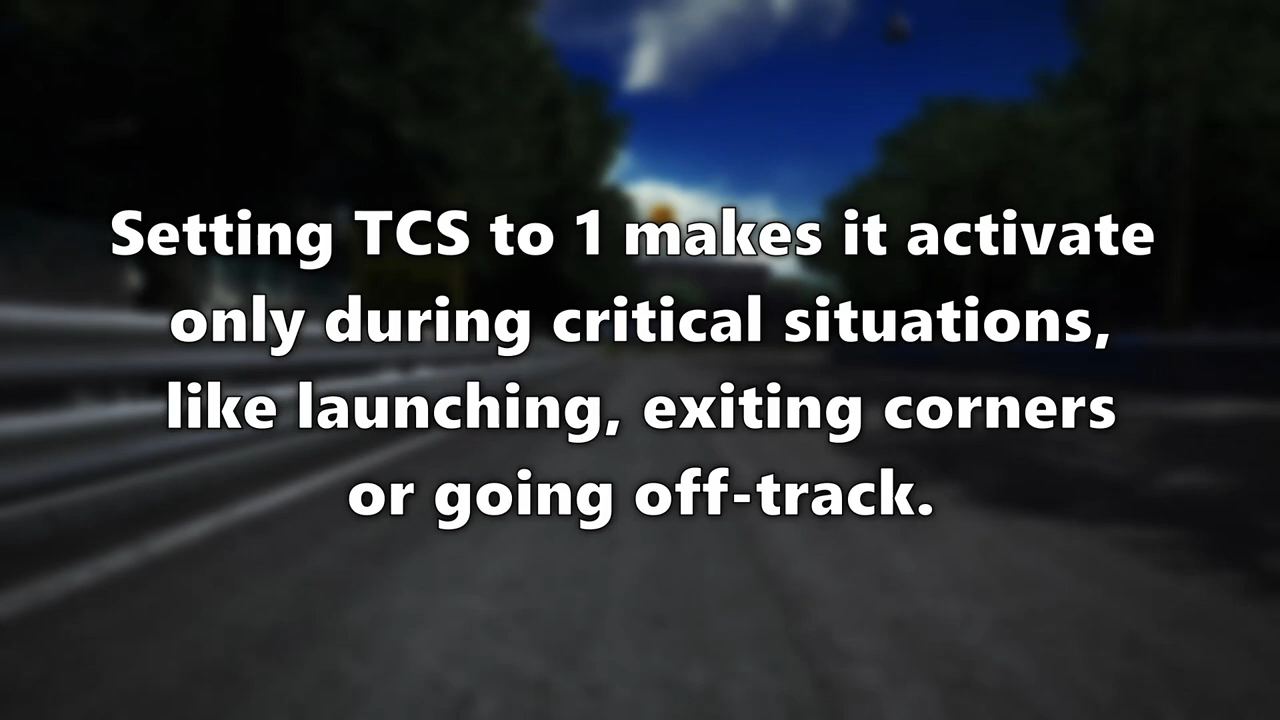 Setting TCS to 1 makes it activate
only during critical situations,
like launching, exiting corners
or going off-track.